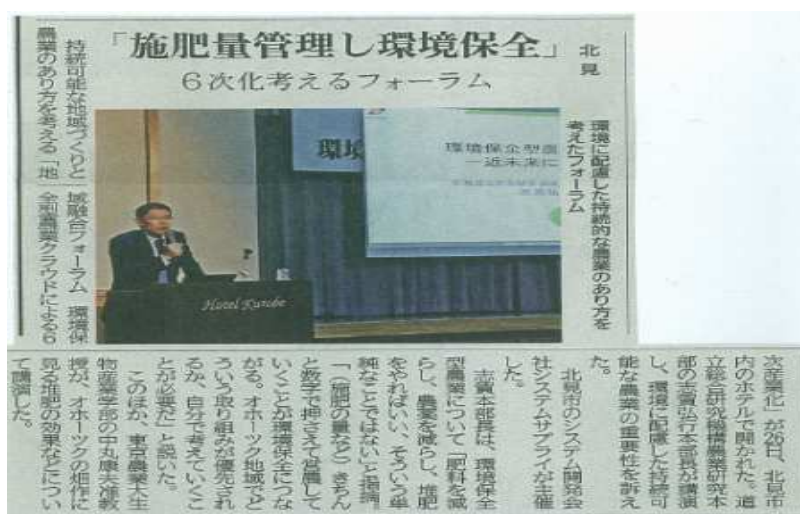 「施肥量管理し環境保全」
北見
6次化考えるフォーラム
環境に配慮した持続的な農業のあり方を
考えたフォーラム
環境
環境保全型農
―近未来に
Hotel Kurobe
持続可能な地域づくりと
農業のあり方を考える「地
域融合フォーラム 環境保
全型農業クラウドによる6
次産業化」が26日、北見市
内のホテルで開かれた。道
立総合研究機構農業研究本
部の志賀弘行本部長が講演
し、環境に配慮した持続可
能な農業の重要性を訴え
た。
北見市のシステム開発会
社システムサプライが主催
した。
志賀本部長は、環境保全
型農業について「肥料を減
らし、農薬を減らし、堆肥
をやればいい、そういう単
純なことではない」と指摘。
「(施肥の量など)きちん
と数字で押さえて営農して
いくことが環境保全につな
がる。オホーツク地域でど
ういう取り組みが優先され
るか、自分で考えていくこ
とが必要だ」と説いた。
このほか、東京農業大生
物産業学部の中丸康夫准教
授が、オホーツクの畑作に
見る堆肥の効果などについ
て講演した。